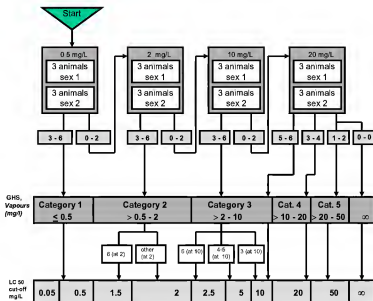 Start
0.5 mg/L
2 mg/L
10 mg/L
20 mg/L
3 animals
sex 1
3 animals
sex 1
3 animals
sex 1
3 animals
sex 1
3 animals
sex 2
3 animals
sex 2
3 animals
sex 2
3 animals
sex 2
3 - 6
0 - 2
3 - 6
0 - 2
3 - 6
0 - 2
5 - 6
3 - 4
1 - 2
0 - 0
GHS,
Vapours
(mg/l)
Category 1
≤ 0.5
Category 2
> 0.5 - 2
Category 3
> 2 - 10
Cat. 4
> 10 - 20
Cat. 5
> 20 - 50
∞
6 (at 2)
other
(at 2)
6 (at 10)
4-5
(at 10)
3 (at 10)
LC 50
cut-off
mg/L
0.05
0.5
1.5
2
2.5
5
10
20
50
∞